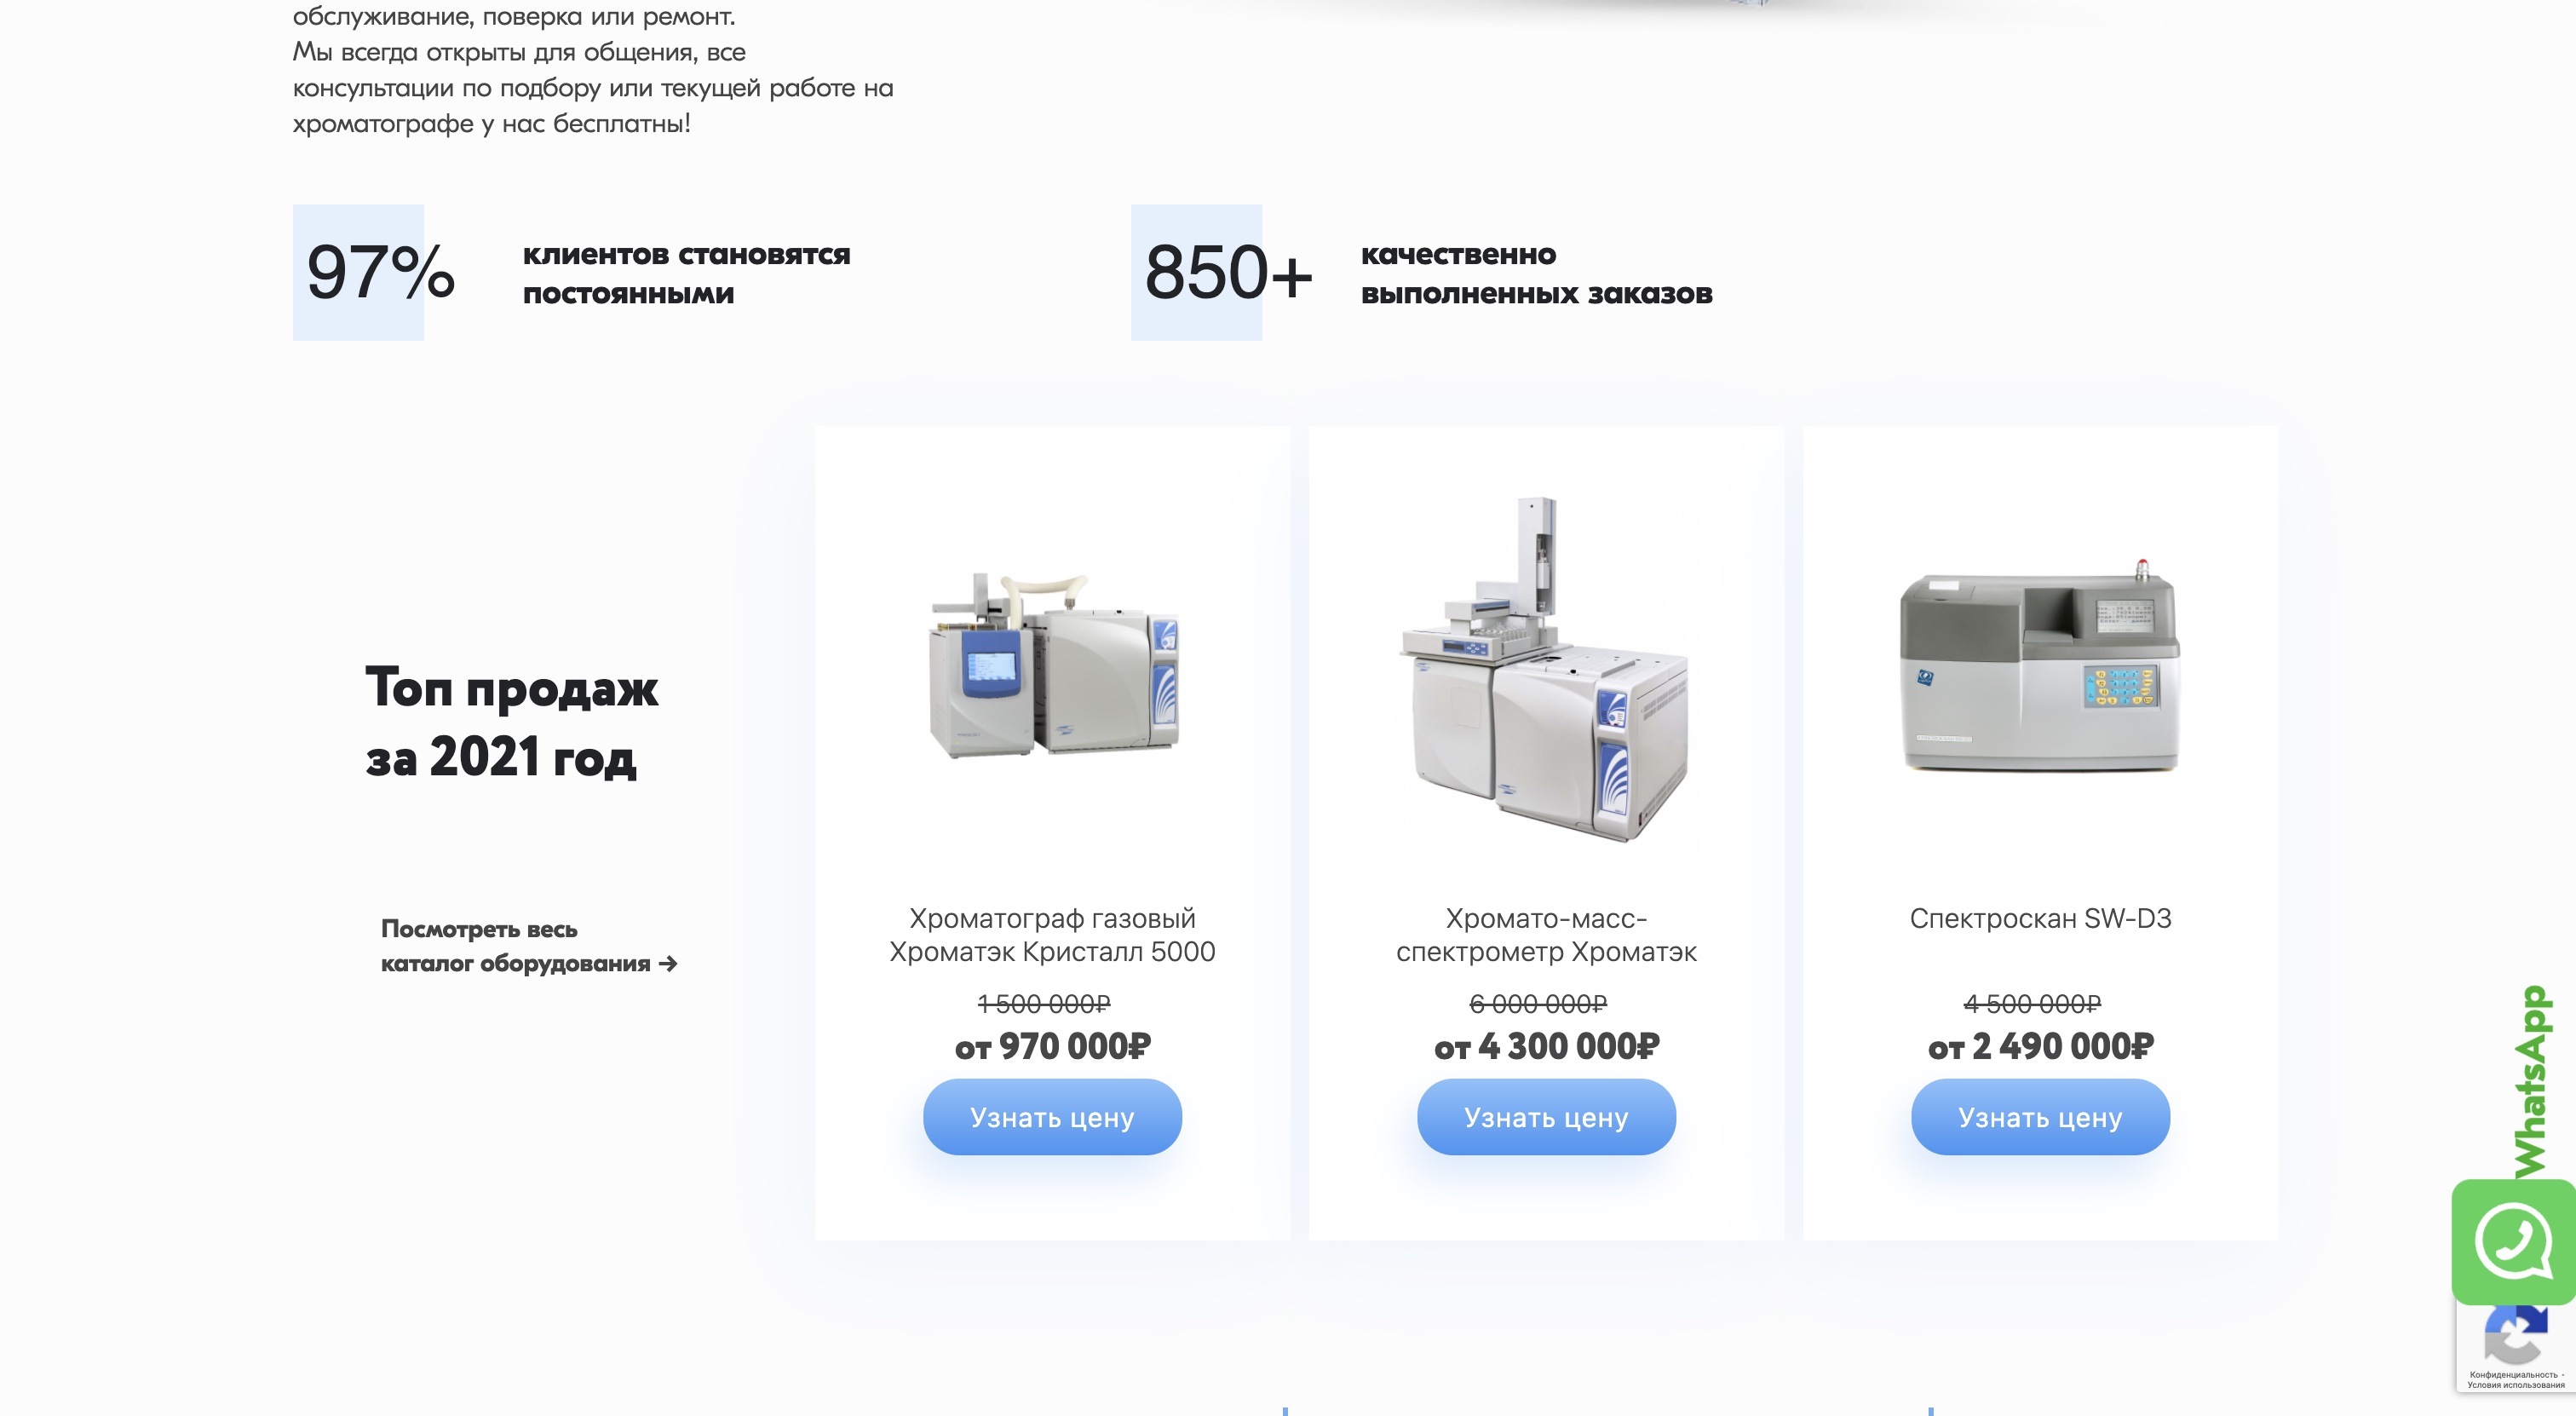 обслуживание, поверка или ремонт.
Мы всегда открыты для общения, все
консультации по подбору или текущей работе на
хроматографе у нас бесплатны!
97%
клиентов становятся
постоянными
850+
качественно
выполненных заказов
Топ продаж
за 2021 год
Посмотреть весь
каталог оборудования →
Хроматограф газовый
Хроматэк Кристалл 5000
1 500 000₽
от 970 000₽
Узнать цену
Хромато-масс-
спектрометр Хроматэк
6 000 000₽
от 4 300 000₽
Узнать цену
Спектроскан SW-D3
4 500 000₽
от 2 490 000₽
Узнать цену
WhatsApp
Конфиденциальность -
Условия использования